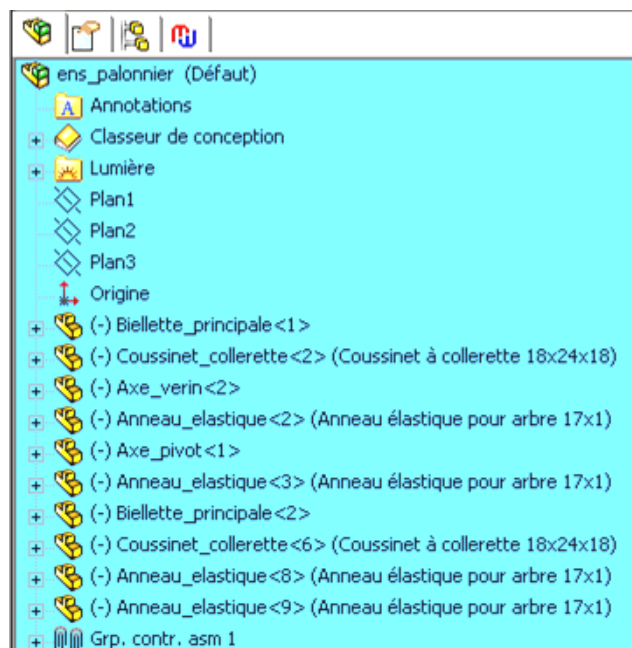 ens_palonnier (Défaut)
A Annotations
Classeur de conception
Lumière
Plan1
Plan2
Plan3
Origine
(-) Biellette_principale<1>
(-) Coussinet_collerette<2> (Coussinet à collerette 18x24x18)
(-) Axe_verin<2>
(-) Anneau_elastique<2> (Anneau élastique pour arbre 17x1)
(-) Axe_pivot<1>
(-) Anneau_elastique<3> (Anneau élastique pour arbre 17x1)
(-) Biellette_principale<2>
(-) Coussinet_collerette<6> (Coussinet à collerette 18x24x18)
(-) Anneau_elastique<8> (Anneau élastique pour arbre 17x1)
(-) Anneau_elastique<9> (Anneau élastique pour arbre 17x1)
Grp. contr. asm 1